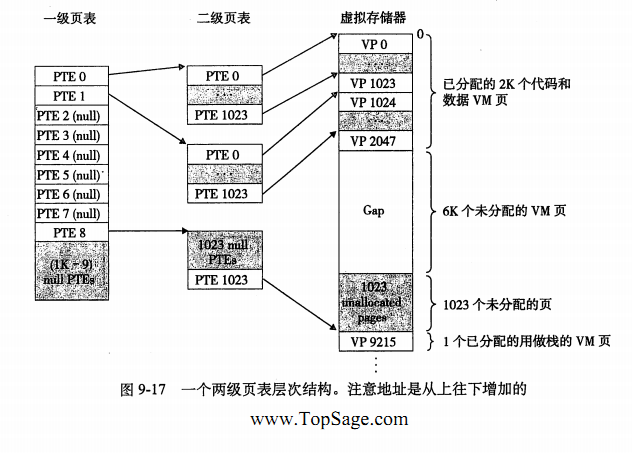 一级页表
二级页表
虚拟存储器
PTE 0
PTE 1
PTE 2 (null)
PTE 3 (null)
PTE 4 (null)
PTE 5 (null)
PTE 6 (null)
PTE 7 (null)
PTE 8
(1K - 9)
null PTEs
PTE 0
...
PTE 1023
PTE 0
...
PTE 1023
1023 null
PTEs
PTE 1023
0
VP 0
...
VP 1023
VP 1024
...
VP 2047
Gap
1023
unallocated
pages
VP 9215
已分配的 2K 个代码和
数据 VM 页
6K 个未分配的 VM 页
1023 个未分配的页
1 个已分配的用做栈的 VM 页
图 9-17 一个两级页表层次结构。注意地址是从上往下增加的
www.TopSage.com